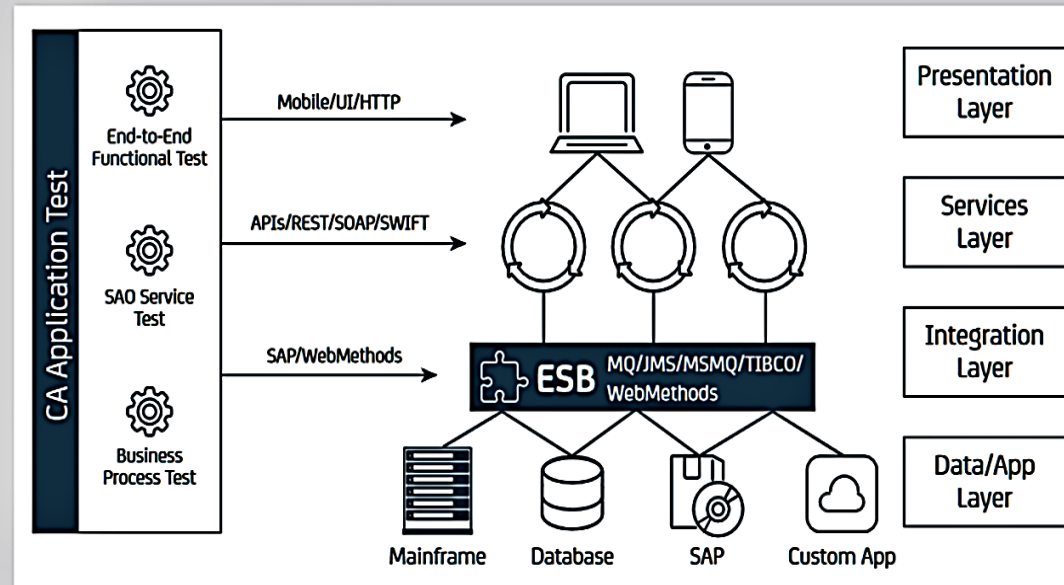 CA Application Test
End-to-End
Functional Test
SAO Service
Test
Business
Process Test
Mobile/UI/HTTP
APIs/REST/SOAP/SWIFT
SAP/WebMethods
ESB
MQ/JMS/MSMQ/TIBCO/
WebMethods
Mainframe
Database
SAP
Custom App
Presentation
Layer
Services
Layer
Integration
Layer
Data/App
Layer